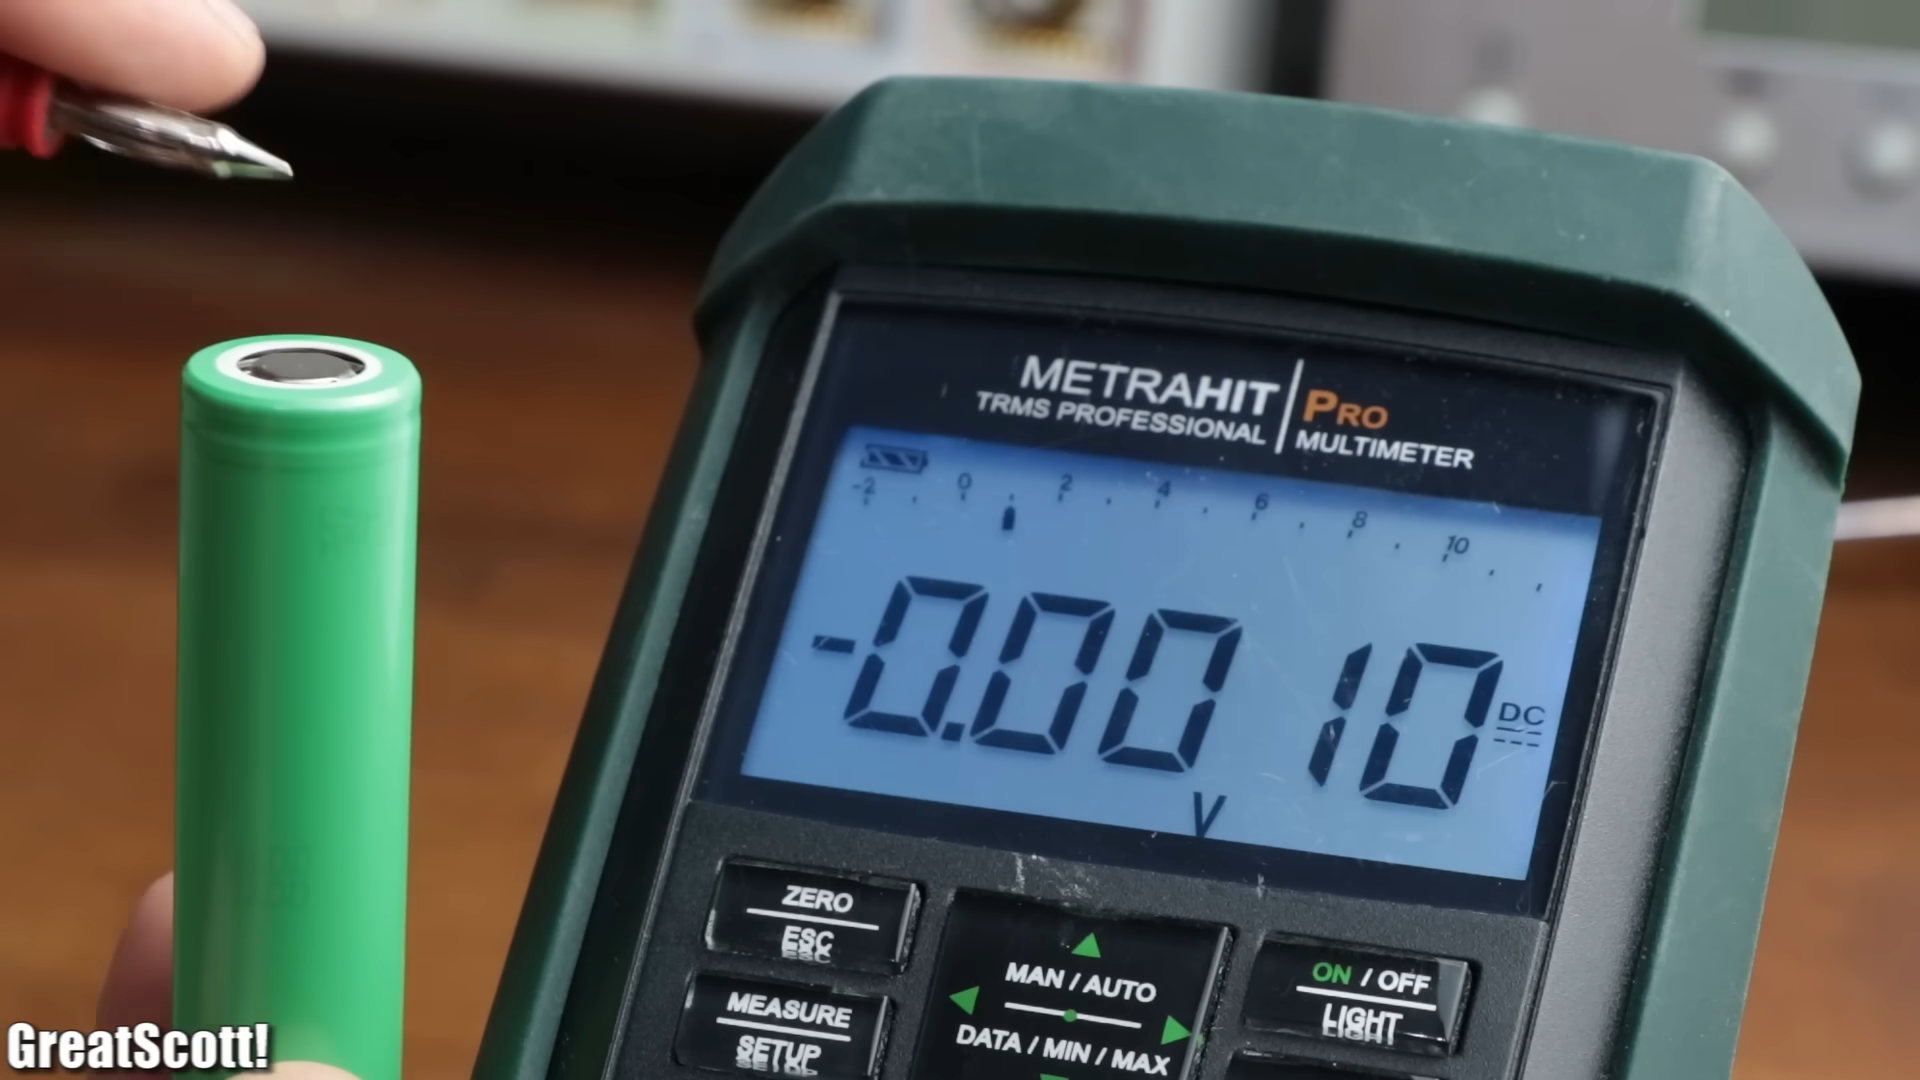 METRAHIT PRO
TRMS PROFESSIONAL MULTIMETER
-2 0 2 4 6 8 10
-0.0010 DC
V
ZERO
ESC
MAN / AUTO
DATA / MIN / MAX
ON / OFF
LIGHT
MEASURE
SETUP
GreatScott!